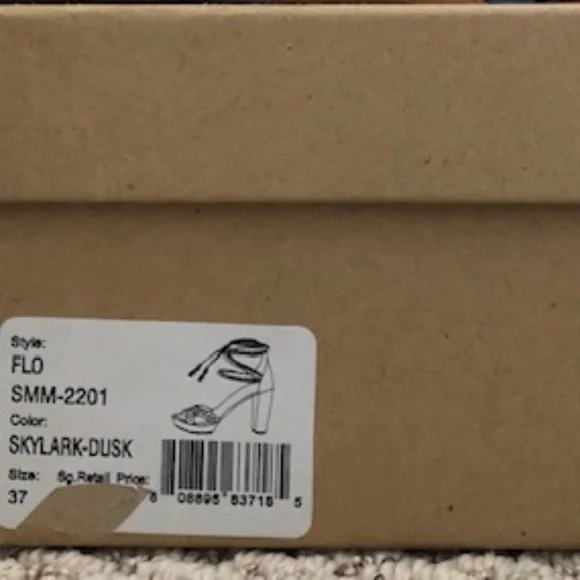 Style:
FLO
SMM-2201
Color:
SKYLARK-DUSK
Size: Sg.Retail Price:
37
8 08895 83718 5